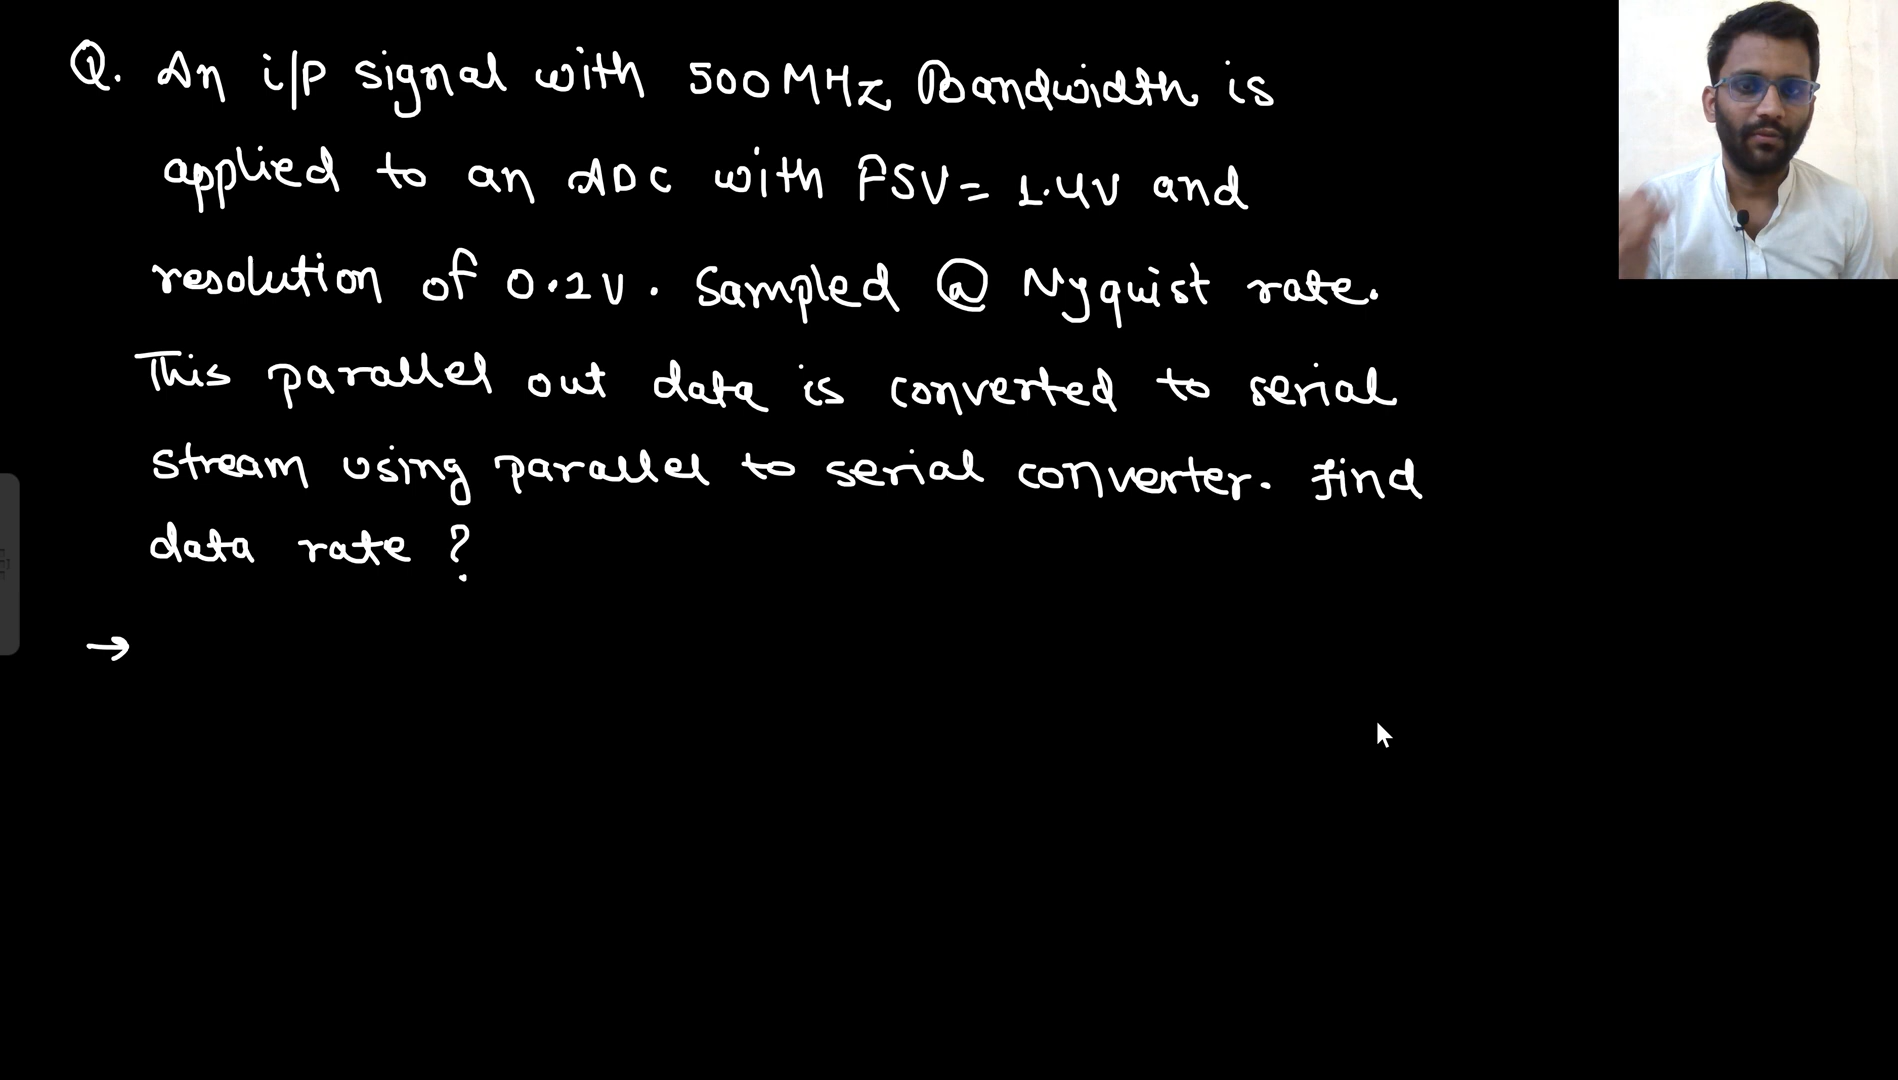 Q. An i/p signal with 500MHz Bandwidth is
applied to an ADC with FSV= 1.4V and
resolution of 0.2V. Sampled @ Nyquist rate.
This parallel out data is converted to serial
stream using parallel to serial converter. Find
data rate ?
→